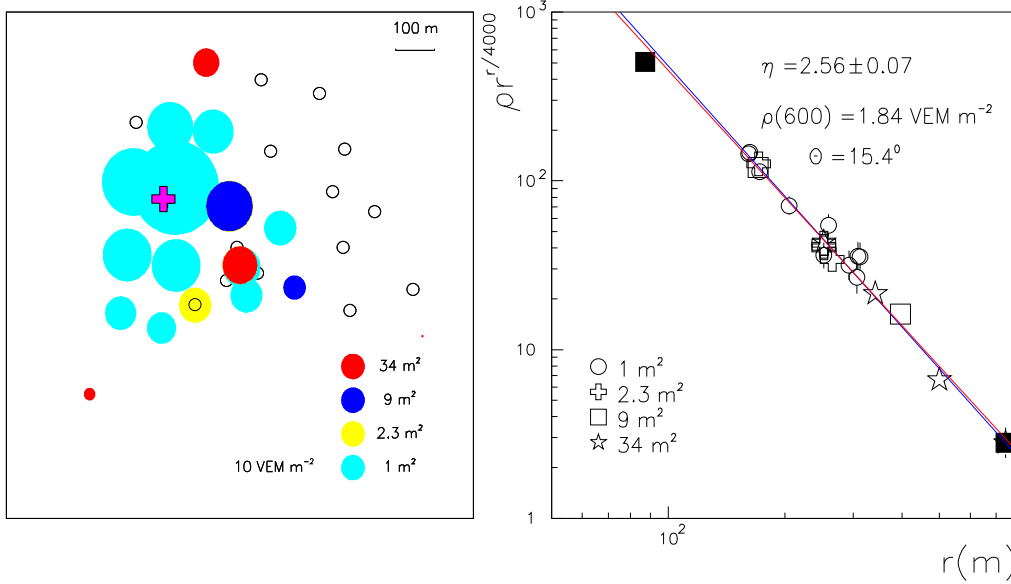 100 m
34 m²
9 m²
2.3 m²
10 VEM m⁻² 1 m²
ρr^r/4000
10³
10²
10
1
η =2.56±0.07
ρ(600) =1.84 VEM m⁻²
Θ =15.4⁰
1 m²
2.3 m²
9 m²
34 m²
10²
r(m)